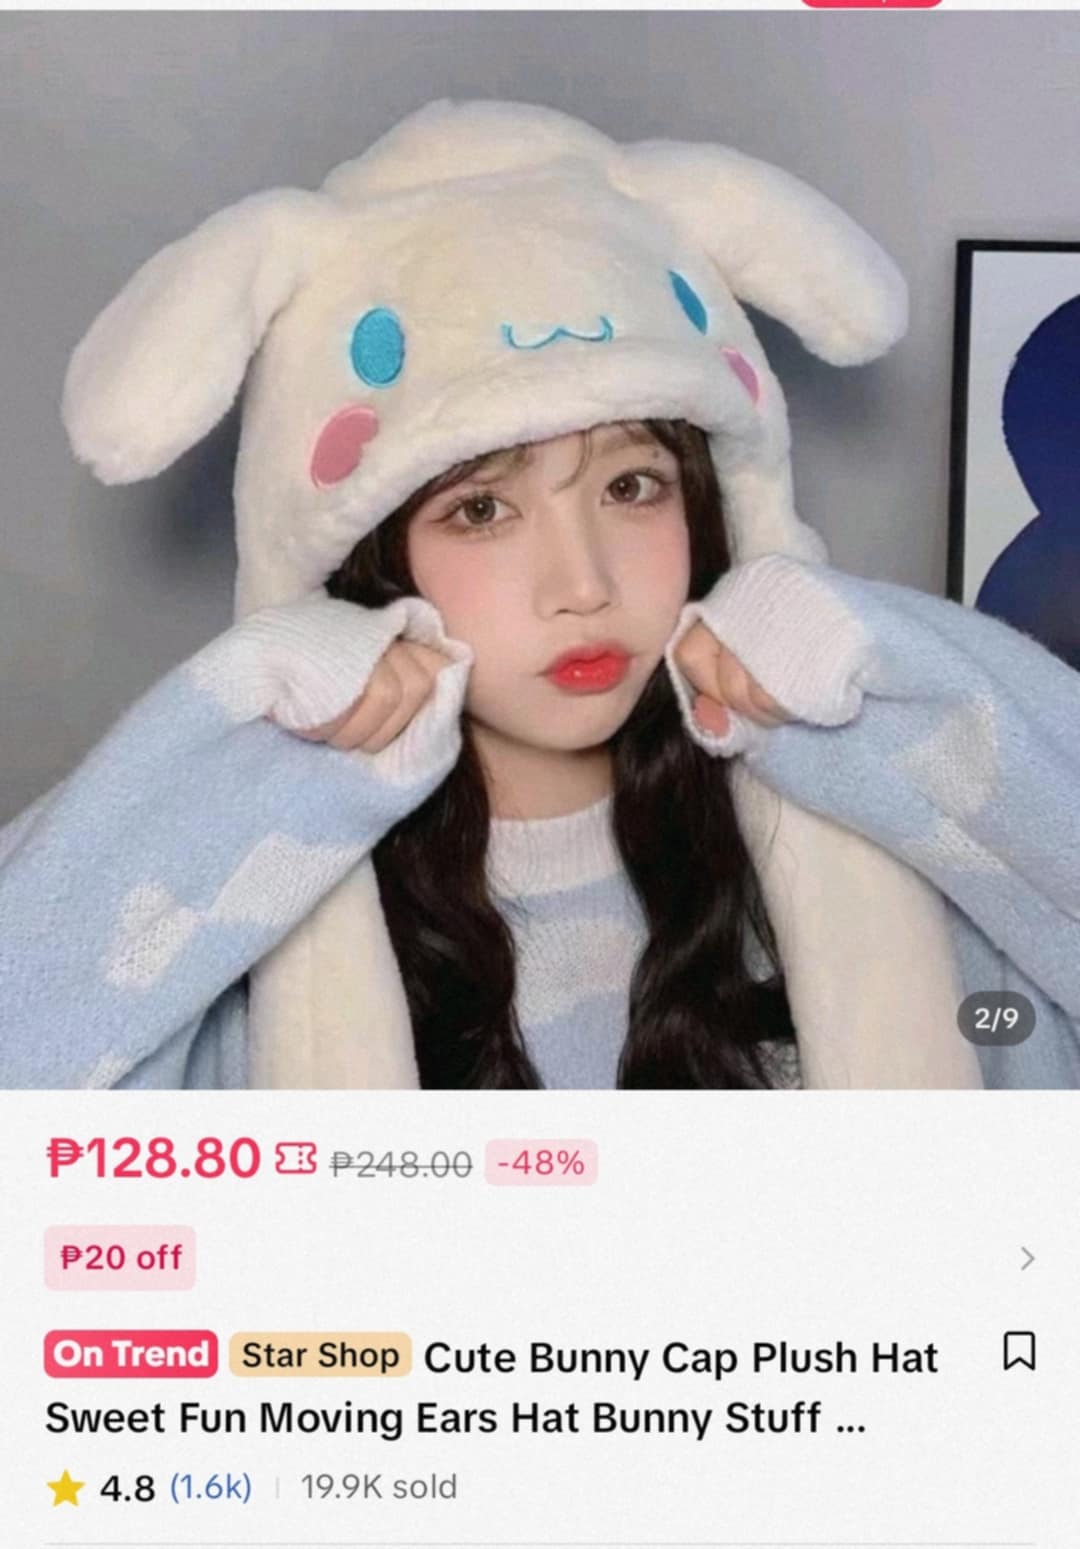 2/9
₱128.80 ₱248.00 -48%
₱20 off
On Trend Star Shop Cute Bunny Cap Plush Hat
Sweet Fun Moving Ears Hat Bunny Stuff ...
4.8 (1.6k) 19.9K sold